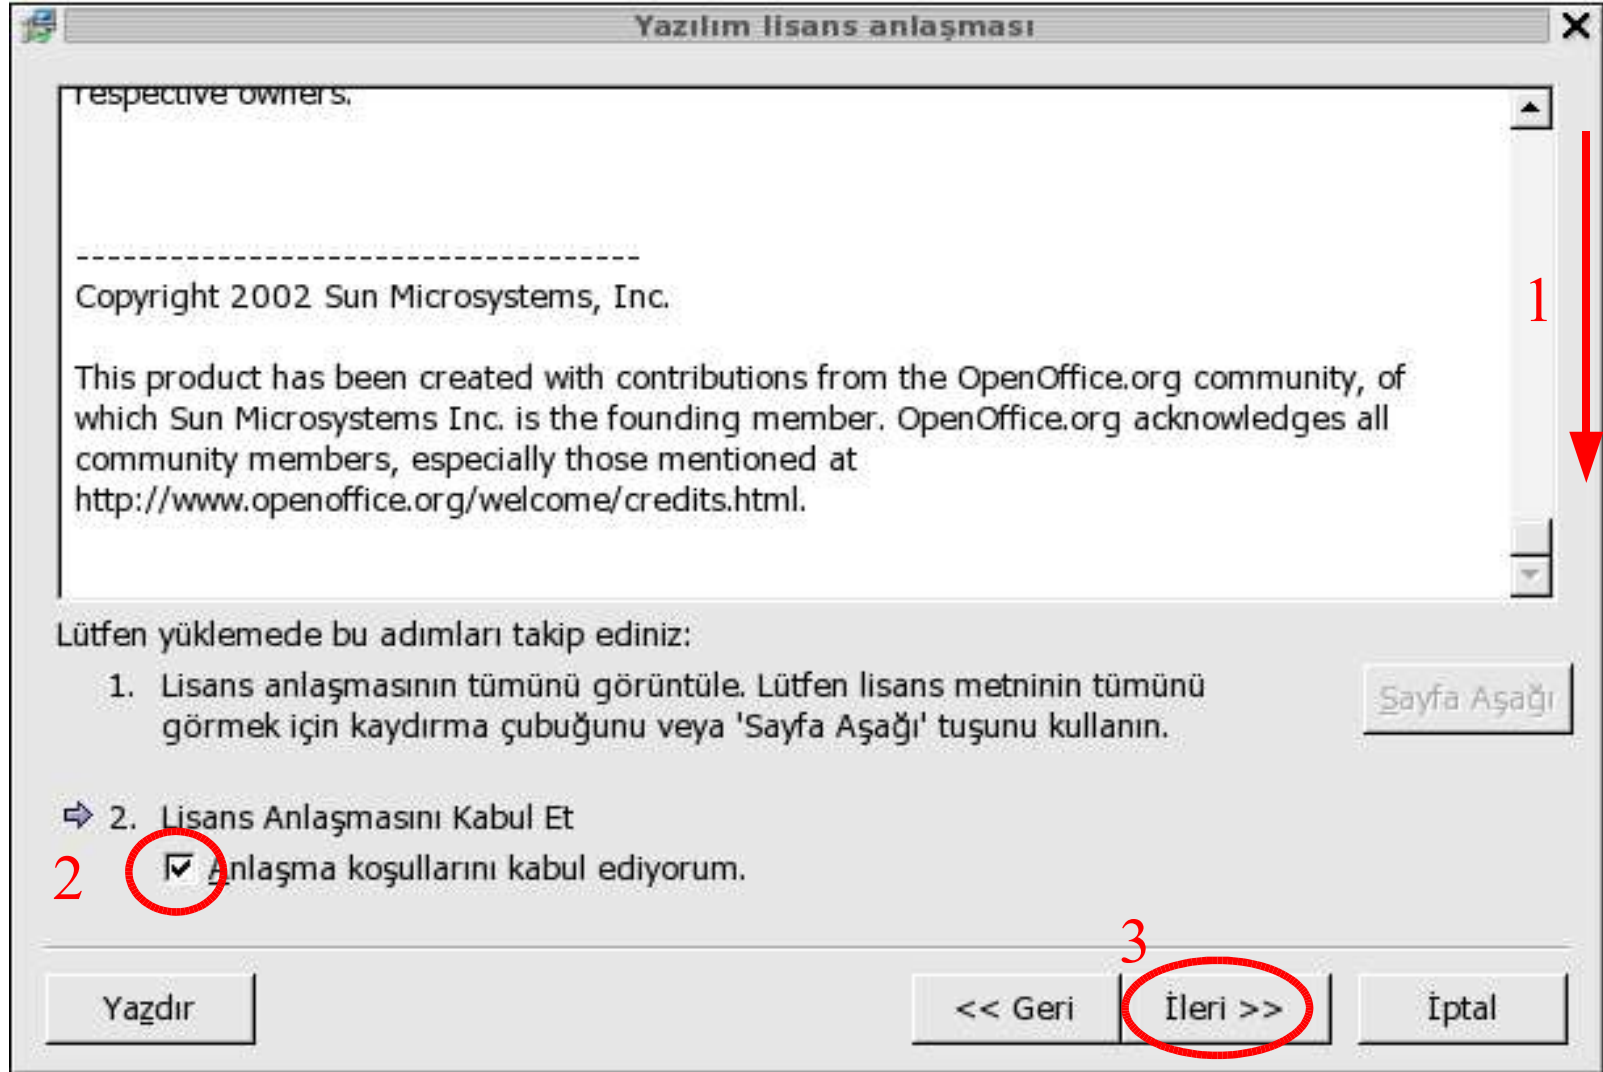 Yazılım lisans anlaşması
respective owners.
------------------------------------
Copyright 2002 Sun Microsystems, Inc.
This product has been created with contributions from the OpenOffice.org community, of
which Sun Microsystems Inc. is the founding member. OpenOffice.org acknowledges all
community members, especially those mentioned at
http://www.openoffice.org/welcome/credits.html.
1
Lütfen yüklemede bu adımları takip ediniz:
1. Lisans anlaşmasının tümünü görüntüle. Lütfen lisans metninin tümünü
görmek için kaydırma çubuğunu veya 'Sayfa Aşağı' tuşunu kullanın.
Sayfa Aşağı
2. Lisans Anlaşmasını Kabul Et
2
Anlaşma koşullarını kabul ediyorum.
3
Yazdır
<< Geri
İleri >>
İptal